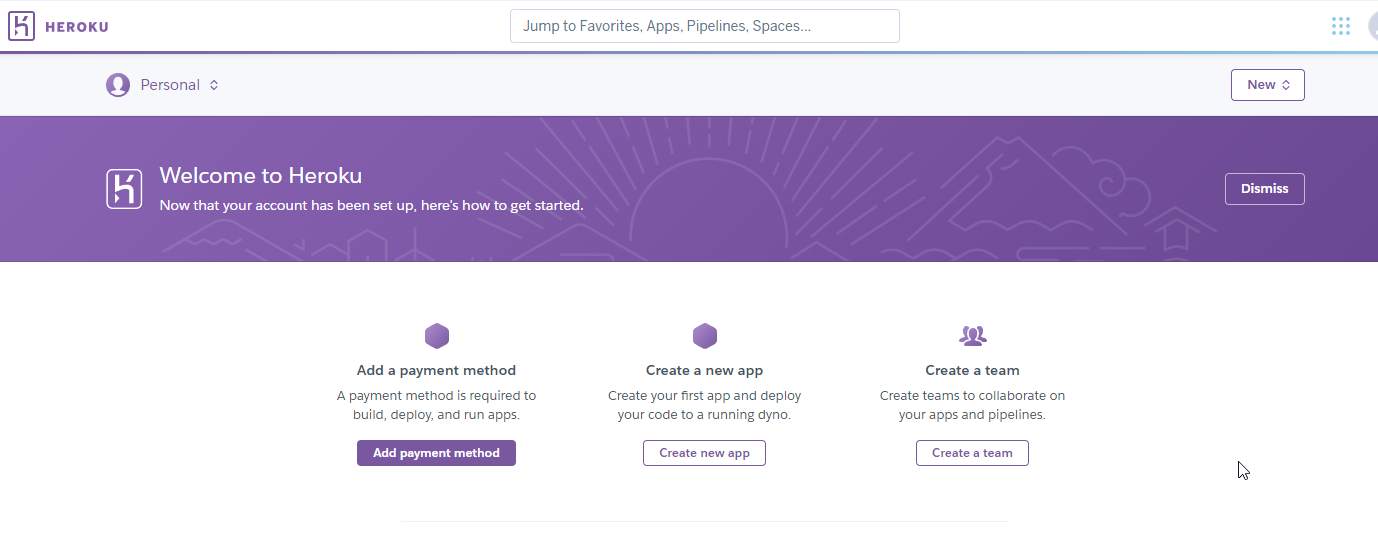 HEROKU
Jump to Favorites, Apps, Pipelines, Spaces...
Personal
New
Welcome to Heroku
Now that your account has been set up, here's how to get started.
Dismiss
Add a payment method
A payment method is required to
build, deploy, and run apps.
Add payment method
Create a new app
Create your first app and deploy
your code to a running dyno.
Create new app
Create a team
Create teams to collaborate on
your apps and pipelines.
Create a team